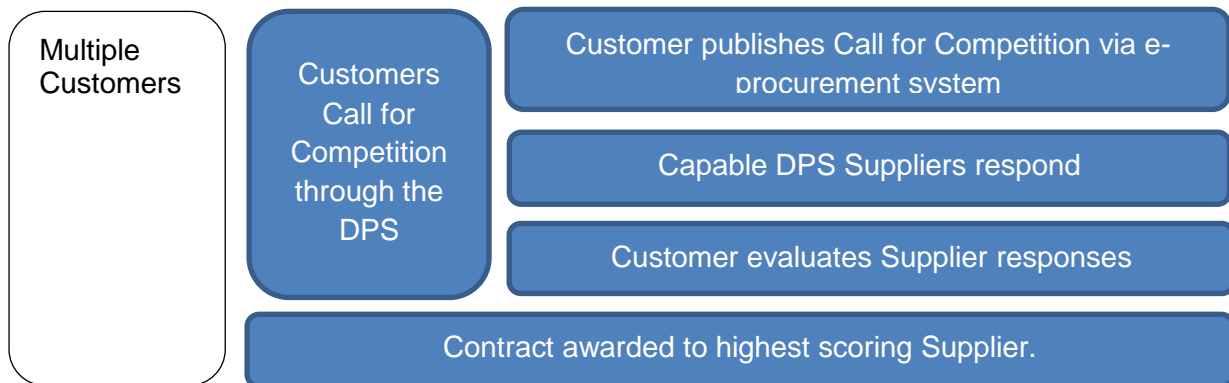 Multiple
Customers
Customers
Call for
Competition
through the
DPS
Customer publishes Call for Competition via e-
procurement system
Capable DPS Suppliers respond
Customer evaluates Supplier responses
Contract awarded to highest scoring Supplier.